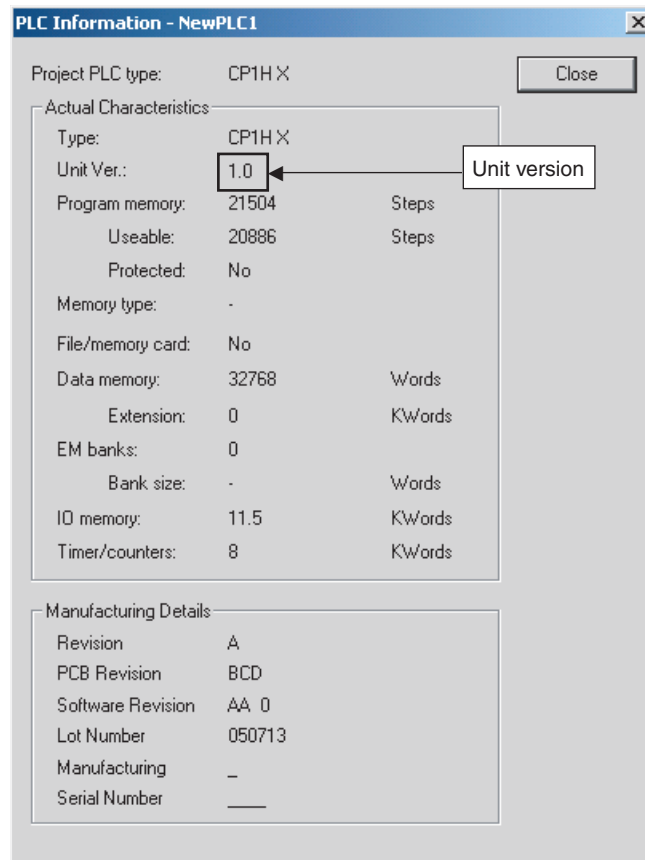 PLC Information - NewPLC1
Project PLC type: CP1H X Close
Actual Characteristics
Type: CP1H X
Unit Ver.: 1.0 Unit version
Program memory: 21504 Steps
Useable: 20886 Steps
Protected: No
Memory type: -
File/memory card: No
Data memory: 32768 Words
Extension: 0 KWords
EM banks: 0
Bank size: - Words
IO memory: 11.5 KWords
Timer/counters: 8 KWords
Manufacturing Details
Revision A
PCB Revision BCD
Software Revision AA 0
Lot Number 050713
Manufacturing _
Serial Number ____